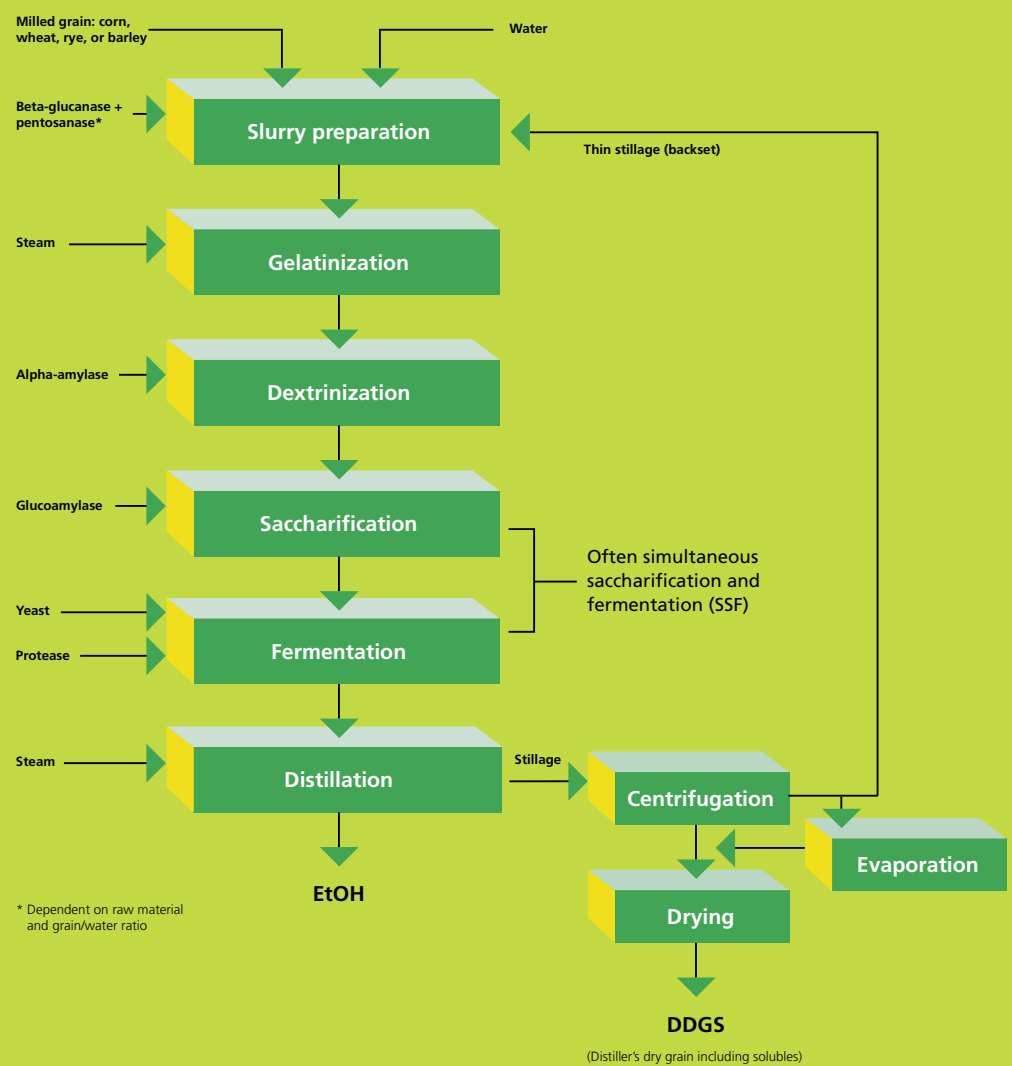 Milled grain: corn,
wheat, rye, or barley
Water
Beta-glucanase +
pentosanase*
Slurry preparation
Thin stillage (backset)
Steam
Gelatinization
Alpha-amylase
Dextrinization
Glucoamylase
Saccharification
Often simultaneous
saccharification and
fermentation (SSF)
Yeast
Protease
Fermentation
Steam
Distillation
Stillage
Centrifugation
Evaporation
EtOH
Drying
* Dependent on raw material
and grain/water ratio
DDGS
(Distiller's dry grain including solubles)